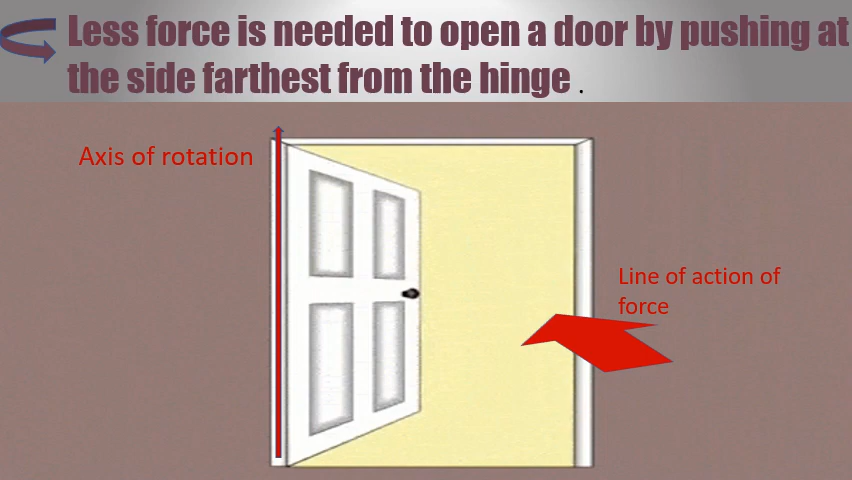 Less force is needed to open a door by pushing at
the side farthest from the hinge .
Axis of rotation
Line of action of
force